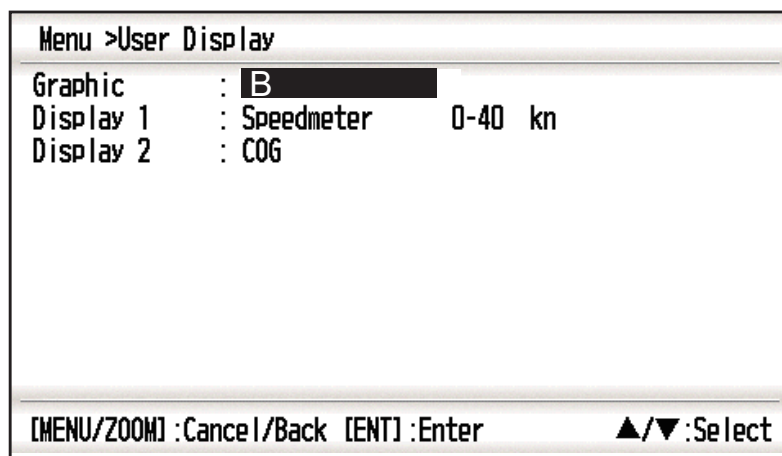 Menu >User Display
Graphic : B
Display 1 : Speedmeter 0-40 kn
Display 2 : COG
[MENU/ZOOM]:Cancel/Back [ENT]:Enter ▲/▼:Select